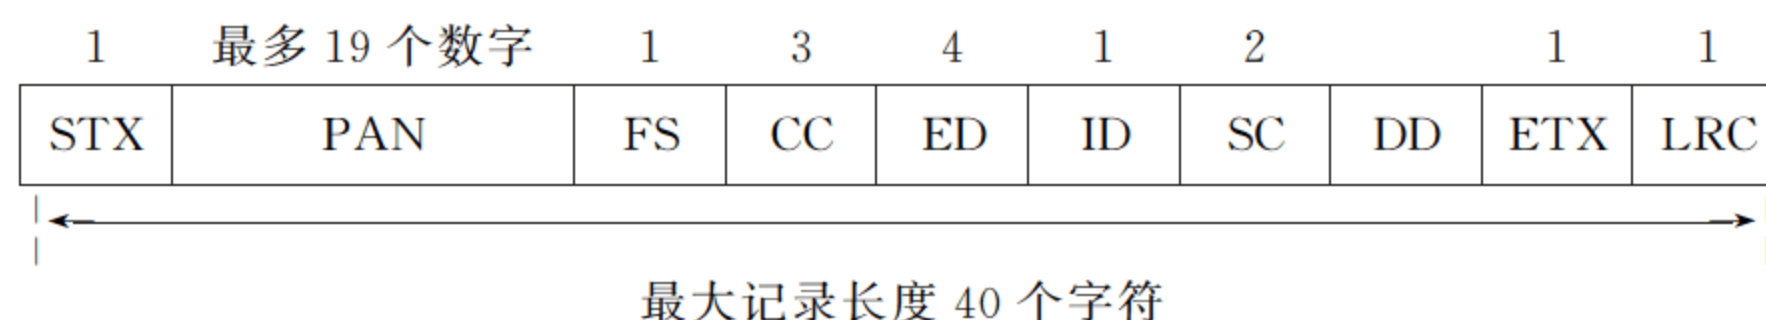 1 最多 19 个数字 1 3 4 1 2 1 1
STX PAN FS CC ED ID SC DD ETX LRC
最大记录长度 40 个字符